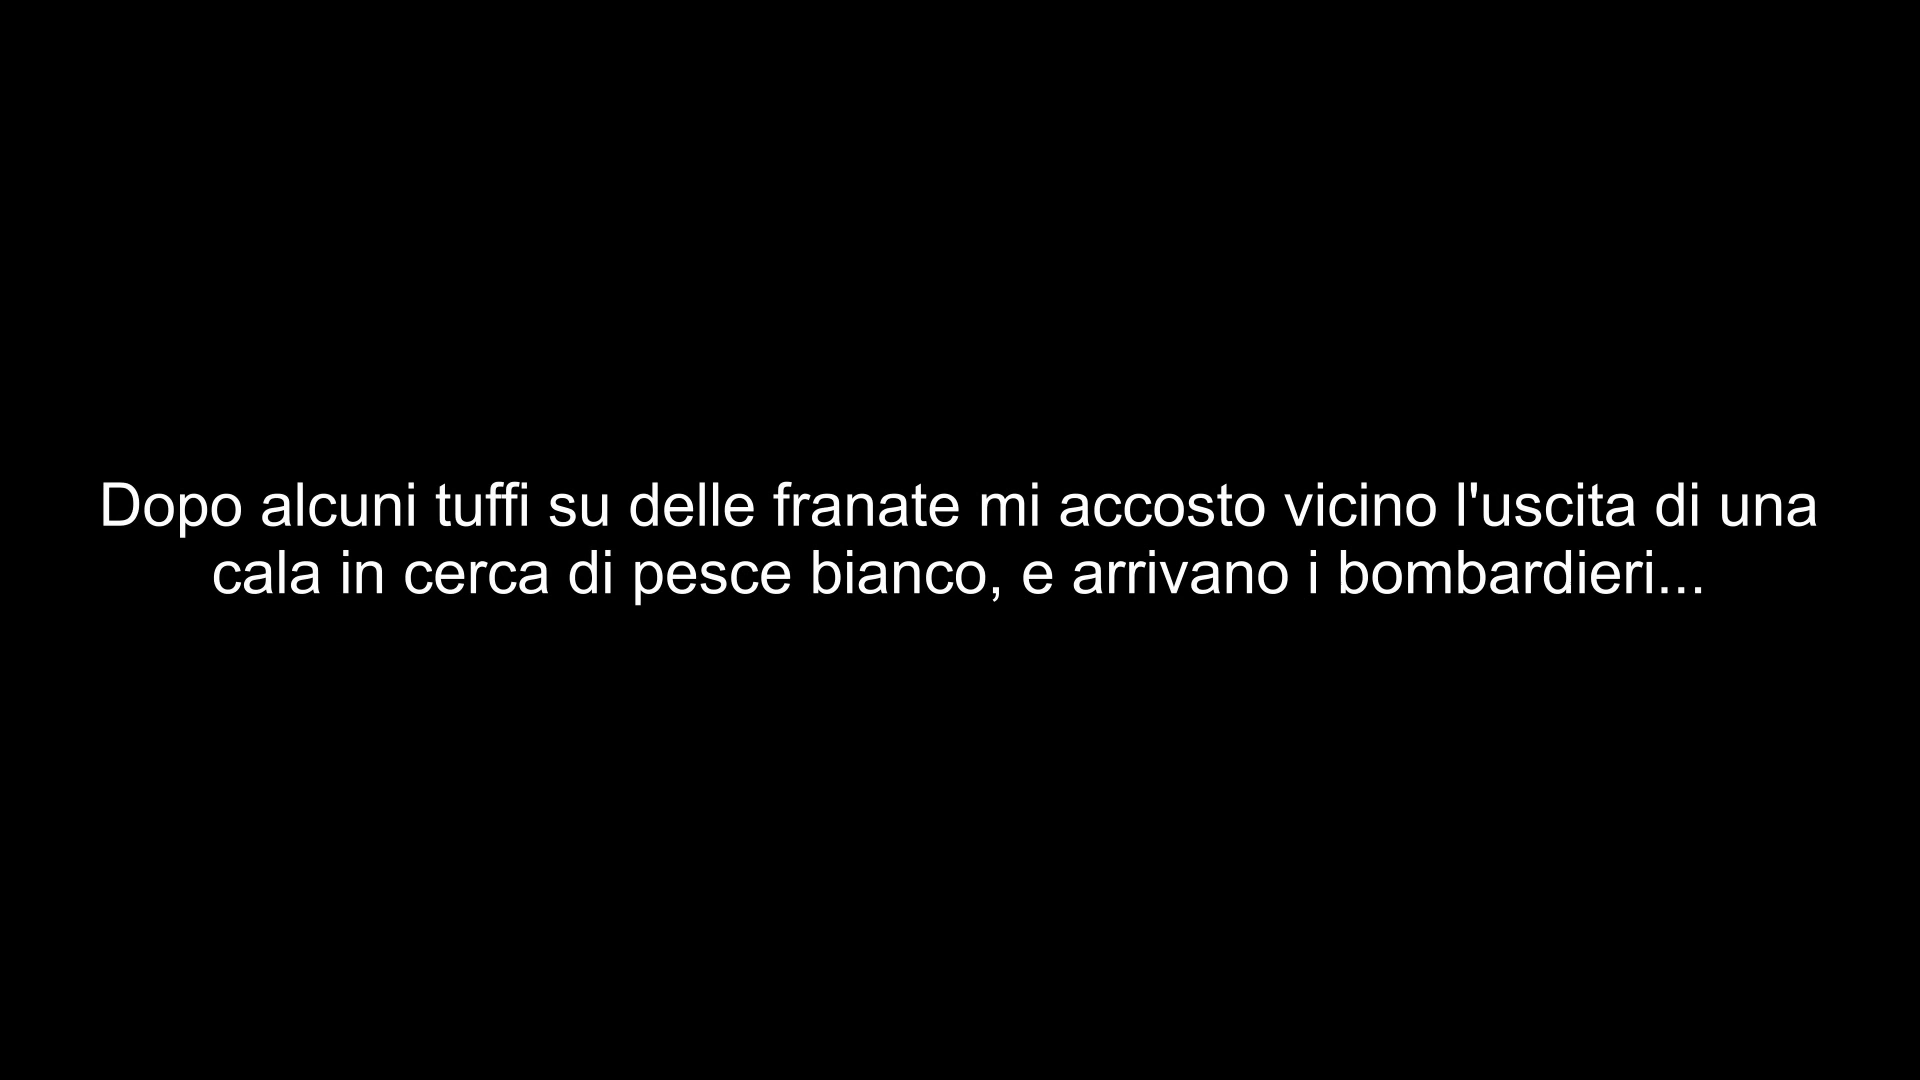 Dopo alcuni tuffi su delle franate mi accosto vicino l'uscita di una
cala in cerca di pesce bianco, e arrivano i bombardieri...